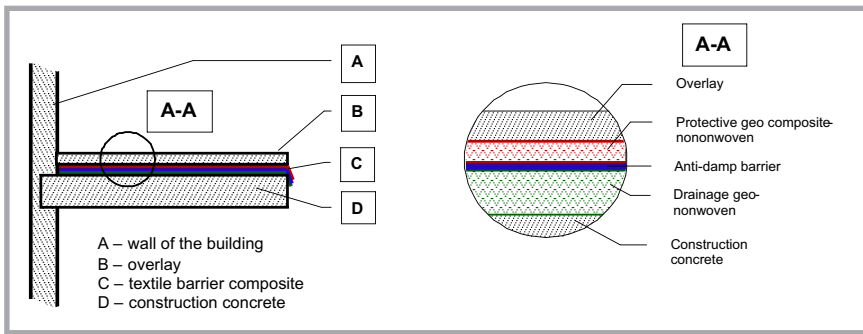 A
A-A
B
C
D
A – wall of the building
B – overlay
C – textile barrier composite
D – construction concrete
A-A
Overlay
Protective geo composite-
nononwoven
Anti-damp barrier
Drainage geo-
nonwoven
Construction
concrete